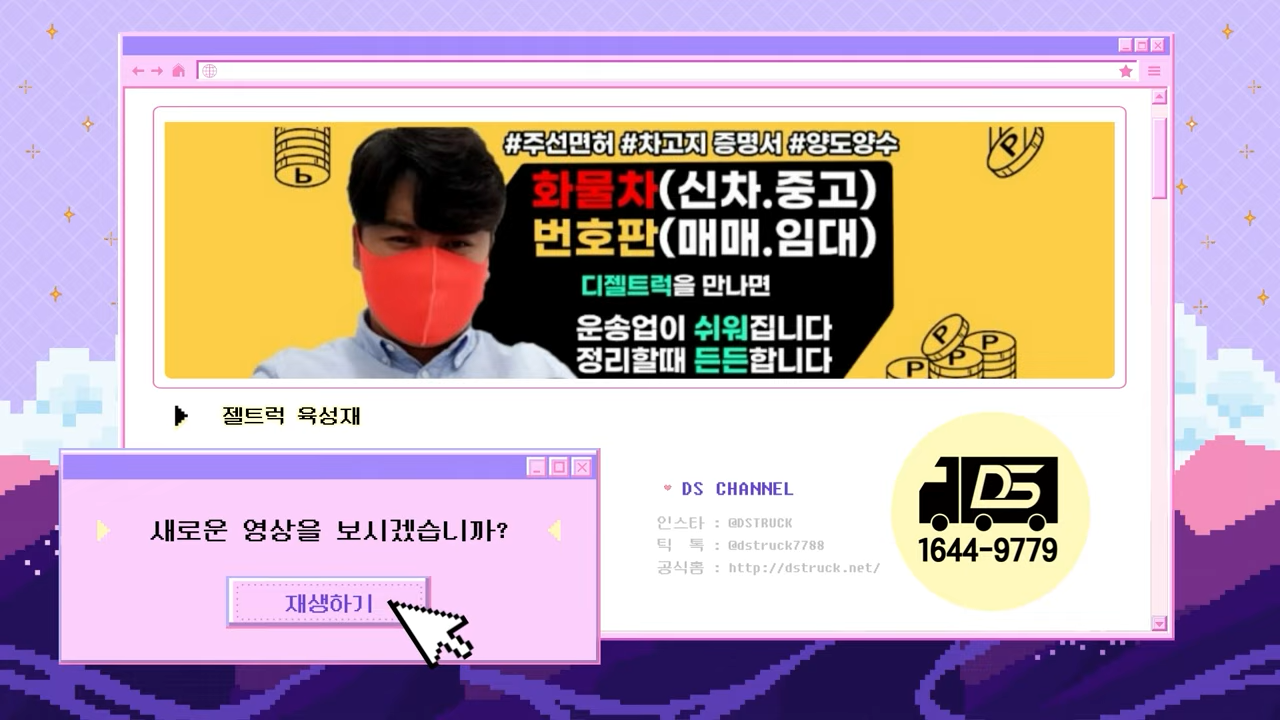 #주선면허 #차고지 증명서 #양도양수
화물차(신차.중고)
번호판(매매.임대)
디젤트럭을 만나면
운송업이 쉬워집니다
정리할때 든든합니다
P
P
P
P
P
젤트럭 육성재
새로운 영상을 보시겠습니까?
재생하기
DS CHANNEL
인스타 : @DSTRUCK
틱 톡 : @dstruck7788
공식홈 : http://dstruck.net/
DS
1644-9779